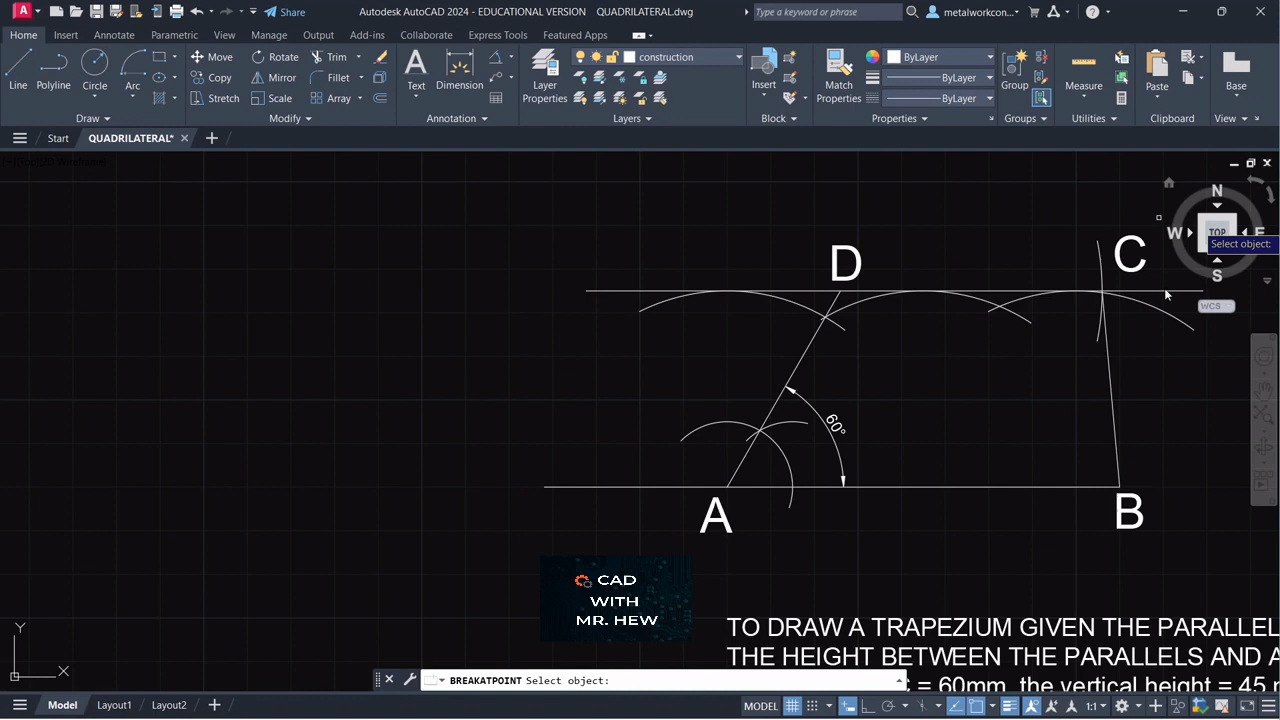 A Share Autodesk AutoCAD 2024 - EDUCATIONAL VERSION QUADRILATERAL.dwg Type a keyword or phrase metalworkcon...
Home Insert Annotate Parametric View Manage Output Add-ins Collaborate Express Tools Featured Apps
Line Polyline Circle Arc Move Rotate Trim Copy Mirror Fillet Stretch Scale Array
Text Dimension Layer Properties construction Insert Match Properties ByLayer ByLayer ByLayer Group Measure Paste Base
Draw Modify Annotation Layers Block Properties Groups Utilities Clipboard View
Start QUADRILATERAL*
N
W TOP E
S
WCS
Select object:
D
C
60°
A
B
CAD
WITH
MR. HEW
TO DRAW A TRAPEZIUM GIVEN THE PARALLEL
THE HEIGHT BETWEEN THE PARALLELS AND A
C = 60mm, the vertical height = 45
Y
X
BREAKATPOINT Select object:
Model Layout1 Layout2 MODEL 1:1